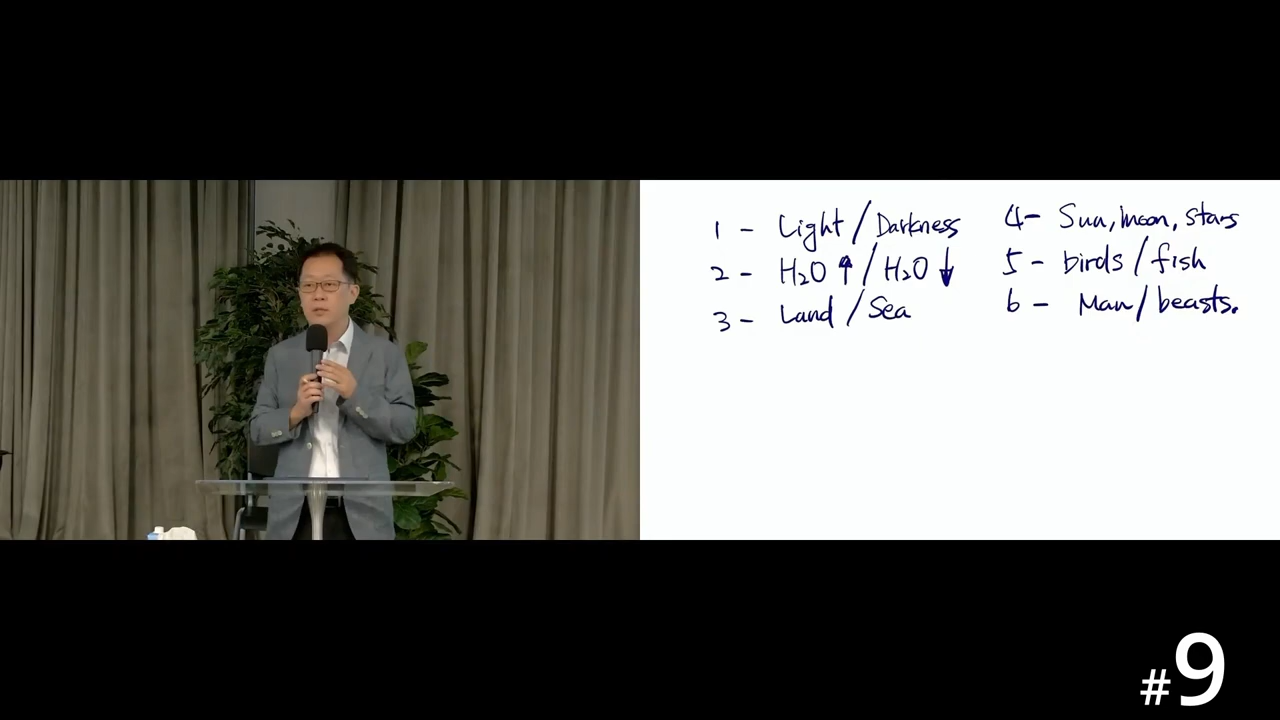 1 - Light / Darkness
2 - H₂O ↑ / H₂O ↓
3 - Land / Sea
4 - Sun, moon, stars
5 - birds / fish
6 - Man / beasts.
#9